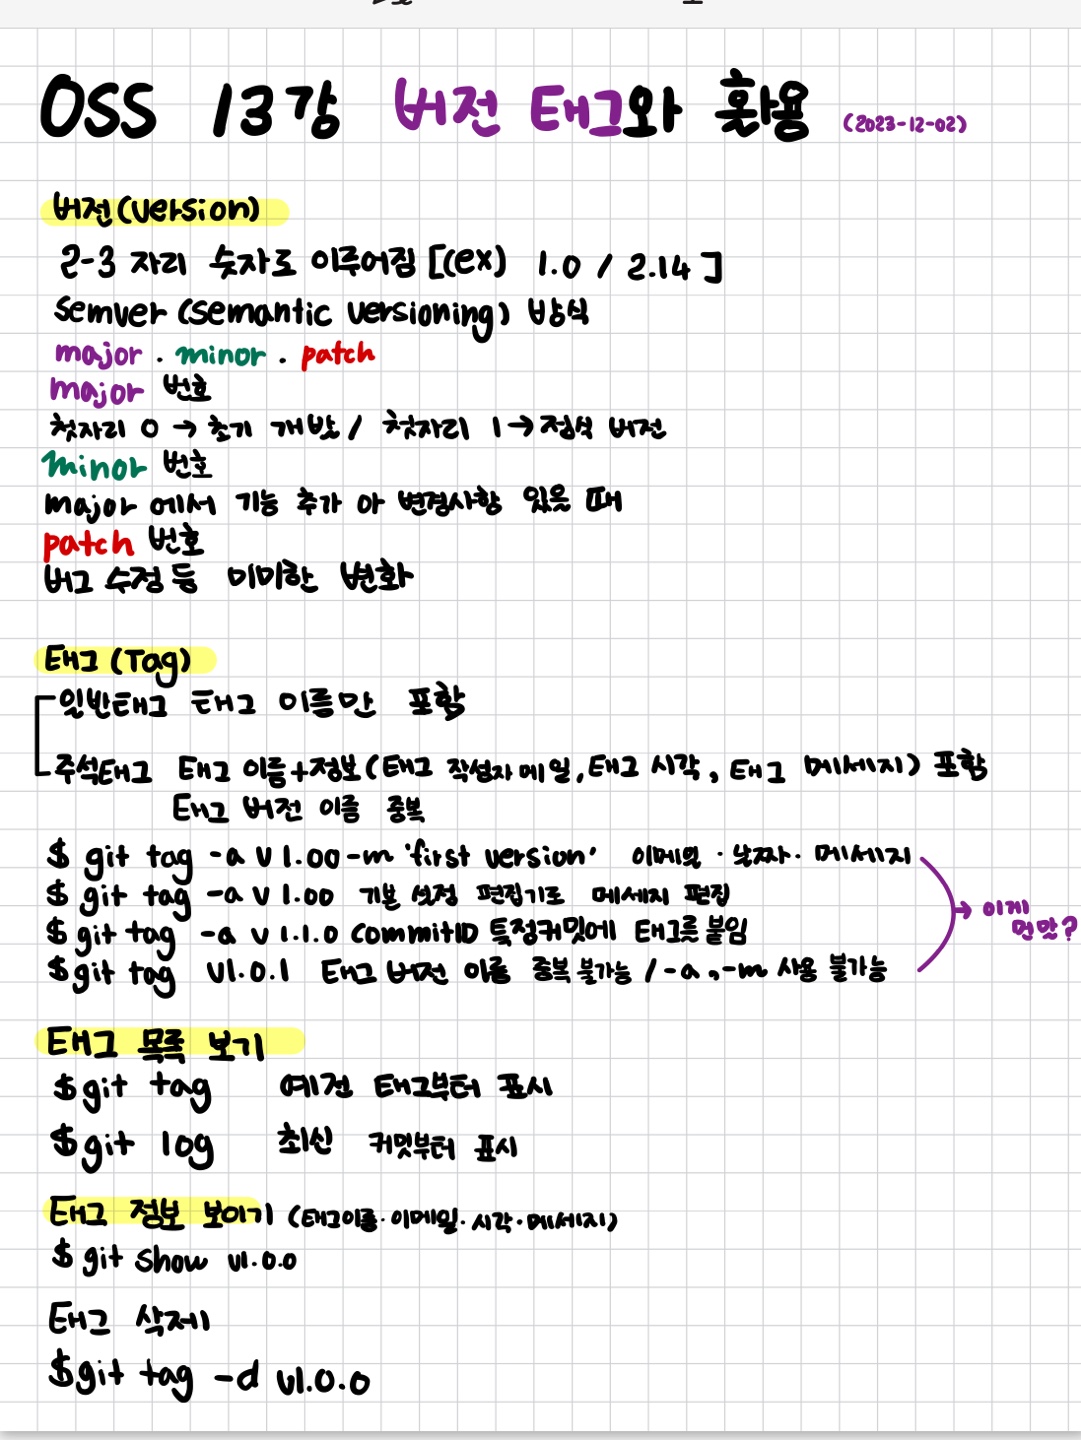 OSS 13강 버전 태그와 활용 (2023-12-02)
버전(version)
2-3 자리 숫자로 이루어짐 [(ex) 1.0 / 2.14 ]
semver (semantic versioning) 방식
major . minor . patch
major 번호
첫자리 0 → 초기 개발 / 첫자리 1 → 정식 버전
minor 번호
major 에서 기능 추가 아 변경사항 있을 때
patch 번호
버그 수정 등 미미한 변화
태그 (Tag)
일반태그 태그 이름만 포함
주석태그 태그 이름+정보 (태그 작성자 메일, 태그 시각, 태그 메세지) 포함
태그 버전 이름 중복
$ git tag -a v 1.00 -m 'first version' 이메일 · 날짜 · 메세지
$ git tag -a v 1.00 기본 설정 편집기로 메세지 편집
$ git tag -a v 1.1.0 commitID 특정커밋에 태그를 붙임
$ git tag v1.0.1 태그 버전 이름 중복 불가능 / -a, -m 사용 불가능
→ 이게 먼맛?
태그 목록 보기
$ git tag 예전 태그부터 표시
$ git log 최신 커밋부터 표시
태그 정보 보이기 (태그이름·이메일·시각·메세지)
$ git show v1.0.0
태그 삭제
$ git tag -d v1.0.0